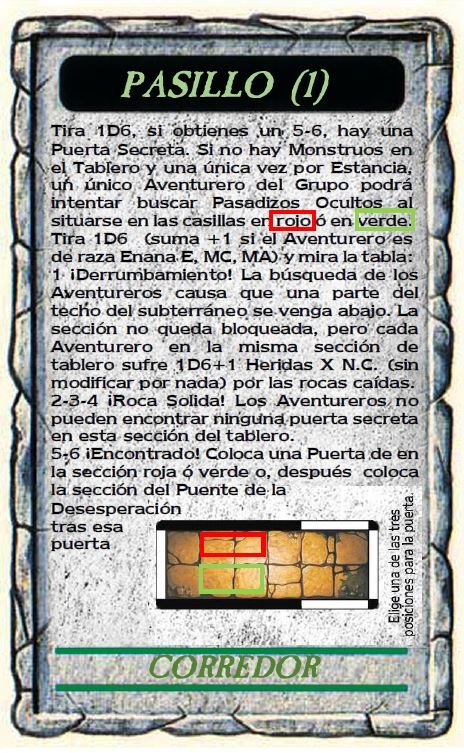 PASILLO (1)
Tira 1D6, si obtienes un 5-6, hay una
Puerta Secreta. Si no hay Monstruos en
el Tablero y una única vez por Estancia,
un único Aventurero del Grupo podrá
intentar buscar Pasadizos Ocultos al
situarse en las casillas en rojo ó en verde.
Tira 1D6 (suma +1 si el Aventurero es
de raza Enana E, MC, MA) y mira la tabla:
1 ¡Derrumbamiento! La búsqueda de los
Aventureros causa que una parte del
techo del subterráneo se venga abajo. La
sección no queda bloqueada, pero cada
Aventurero en la misma sección de
tablero sufre 1D6+1 Heridas X N.C. (sin
modificar por nada) por las rocas caídas.
2-3-4 ¡Roca Solida! Los Aventureros no
pueden encontrar ninguna puerta secreta
en esta sección del tablero.
5-6 ¡Encontrado! Coloca una Puerta de en
la sección roja ó verde o, después coloca
la sección del Puente de la
Desesperación
tras esa
puerta
Elige una de las tres
posiciones para la puerta.
CORREDOR